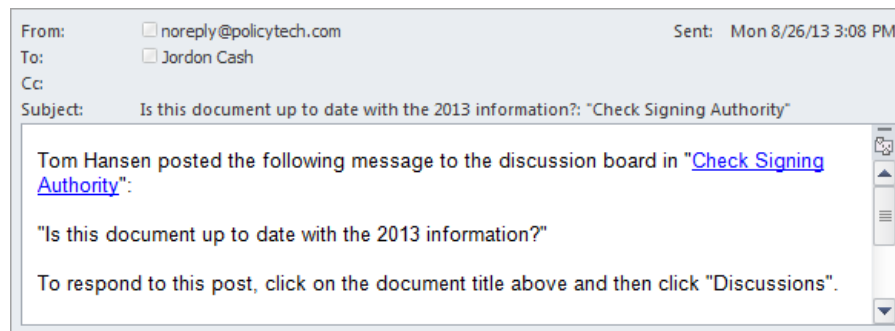 From: noreply@policytech.com Sent: Mon 8/26/13 3:08 PM
To: Jordon Cash
Cc:
Subject: Is this document up to date with the 2013 information?: "Check Signing Authority"
Tom Hansen posted the following message to the discussion board in "Check Signing
Authority":
"Is this document up to date with the 2013 information?"
To respond to this post, click on the document title above and then click "Discussions".